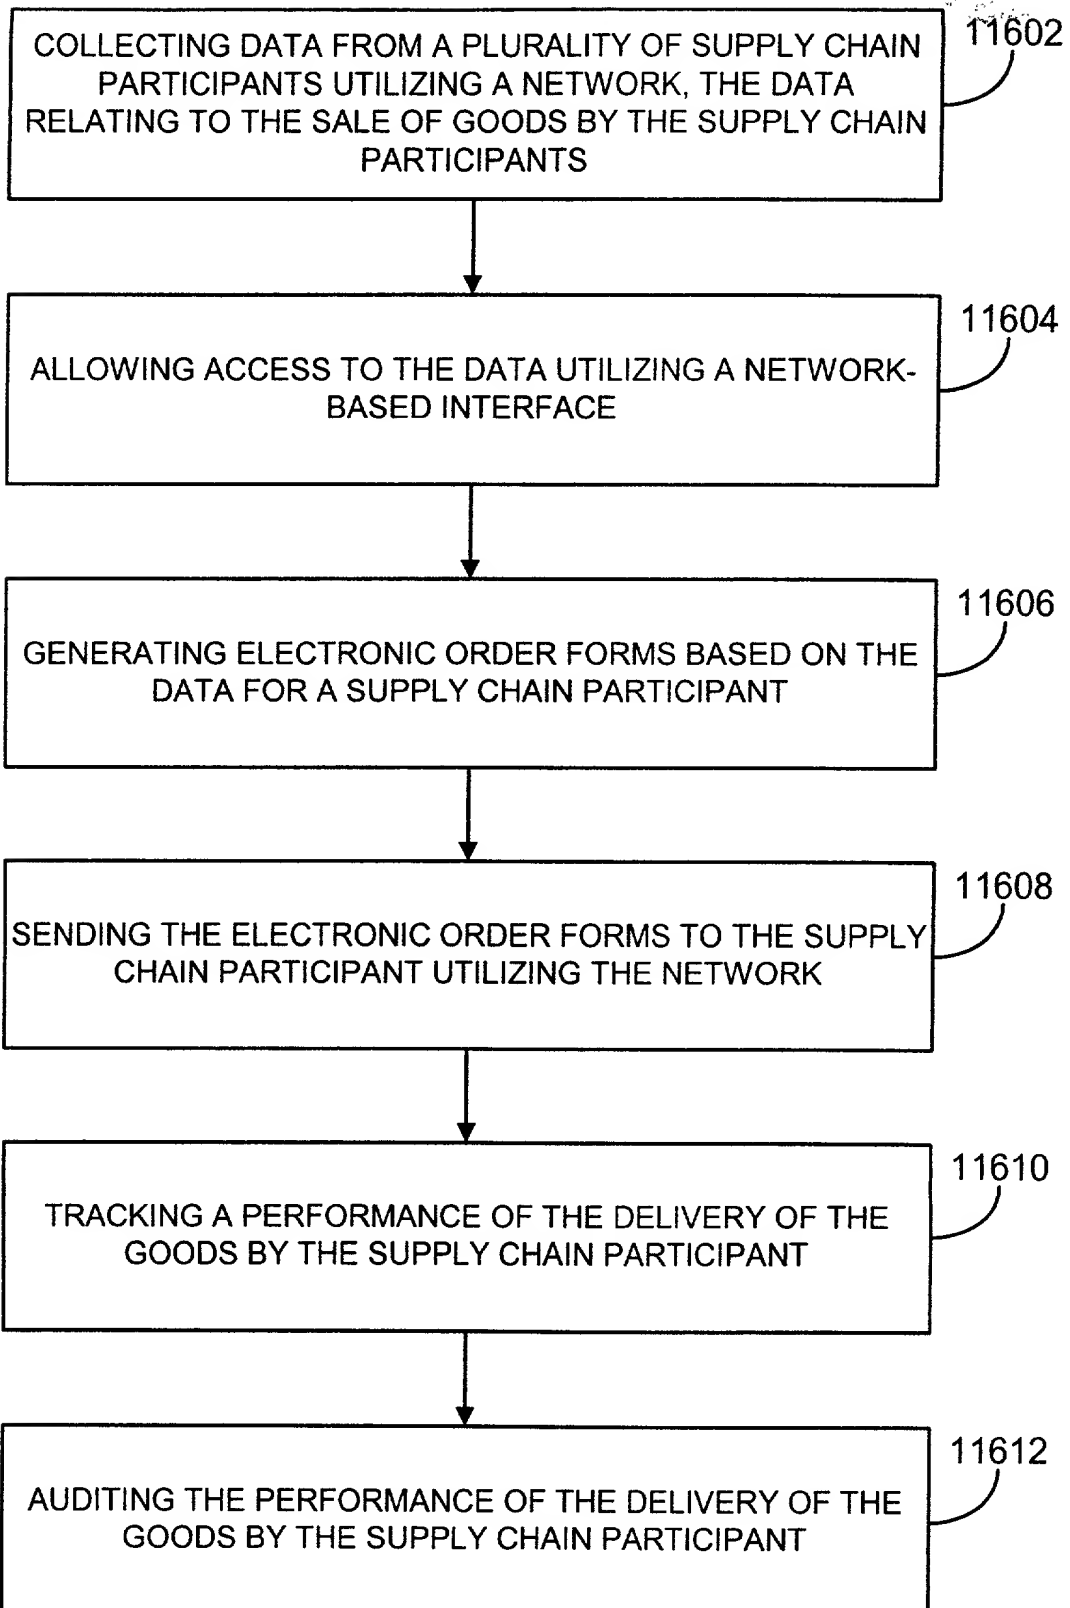 COLLECTING DATA FROM A PLURALITY OF SUPPLY CHAIN
PARTICIPANTS UTILIZING A NETWORK, THE DATA
RELATING TO THE SALE OF GOODS BY THE SUPPLY CHAIN
PARTICIPANTS
11602
ALLOWING ACCESS TO THE DATA UTILIZING A NETWORK-
BASED INTERFACE
11604
GENERATING ELECTRONIC ORDER FORMS BASED ON THE
DATA FOR A SUPPLY CHAIN PARTICIPANT
11606
SENDING THE ELECTRONIC ORDER FORMS TO THE SUPPLY
CHAIN PARTICIPANT UTILIZING THE NETWORK
11608
TRACKING A PERFORMANCE OF THE DELIVERY OF THE
GOODS BY THE SUPPLY CHAIN PARTICIPANT
11610
AUDITING THE PERFORMANCE OF THE DELIVERY OF THE
GOODS BY THE SUPPLY CHAIN PARTICIPANT
11612